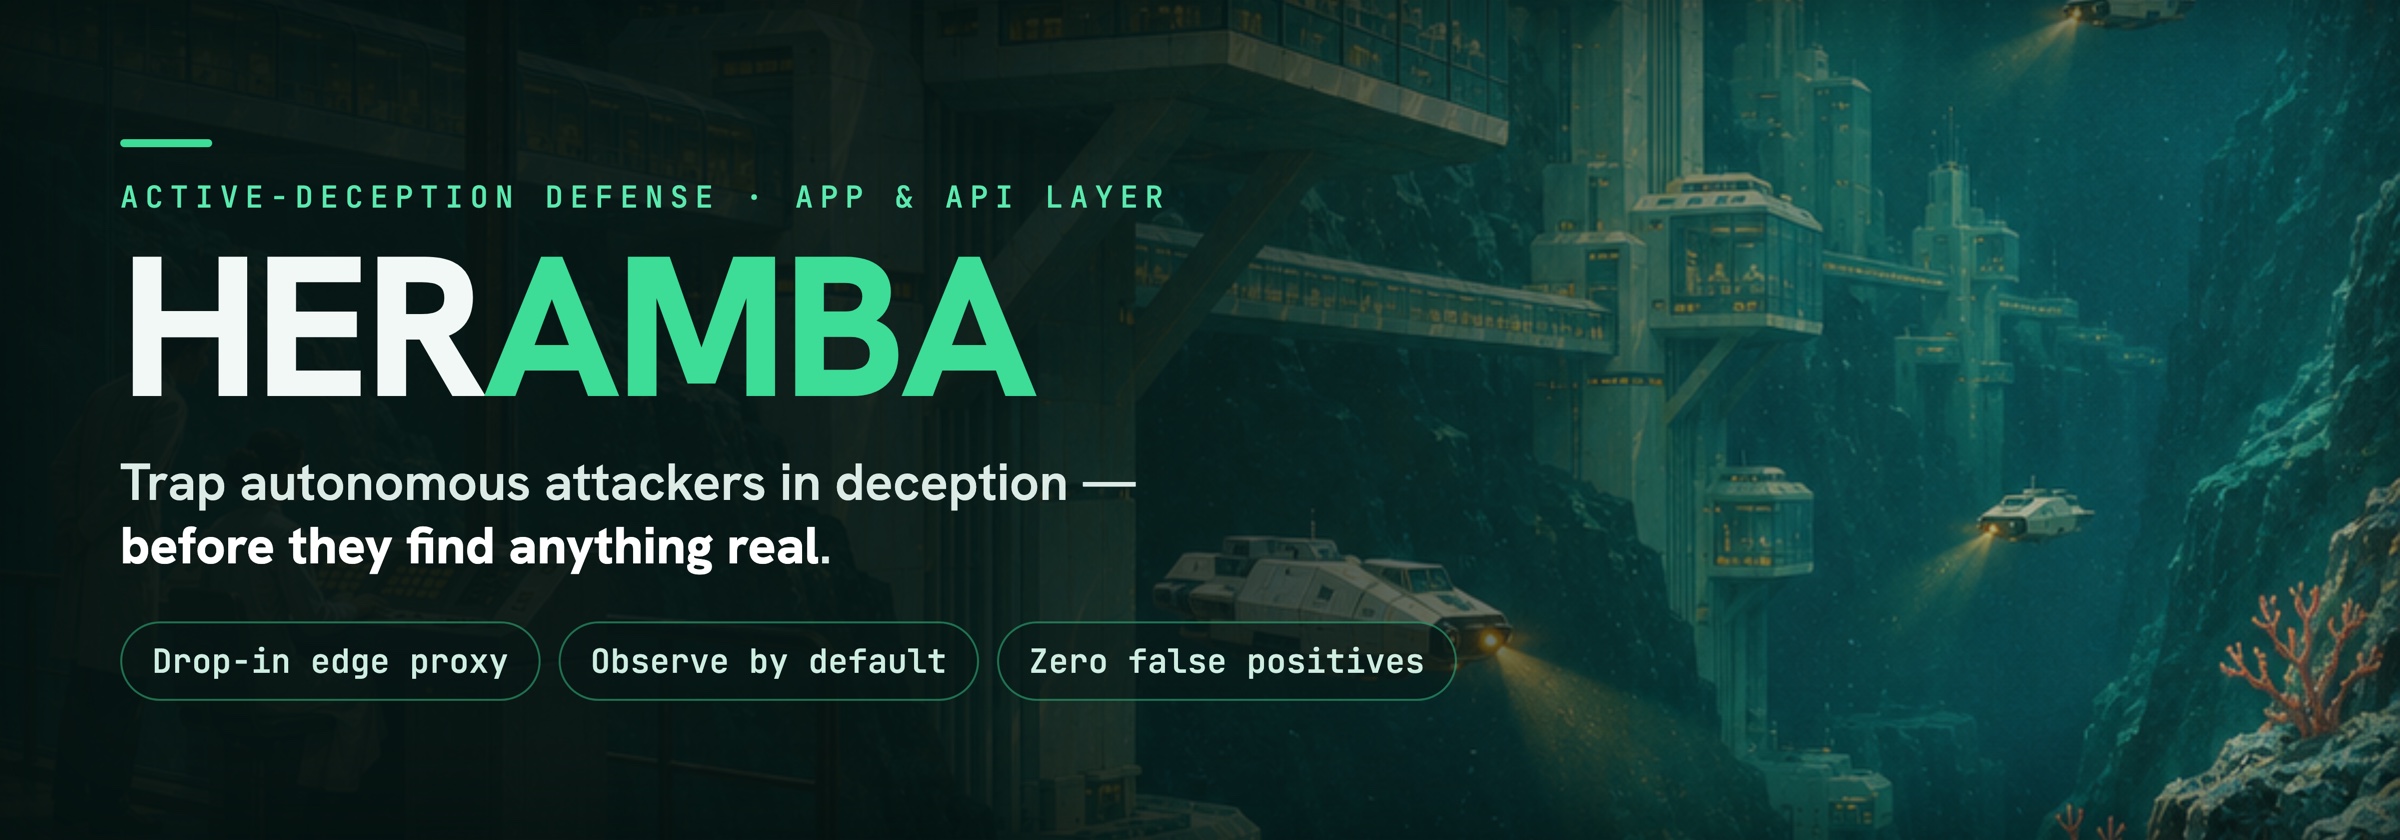 ACTIVE-DECEPTION DEFENSE · APP & API LAYER
HERAMBA
Trap autonomous attackers in deception —
before they find anything real.
Drop-in edge proxy
Observe by default
Zero false positives